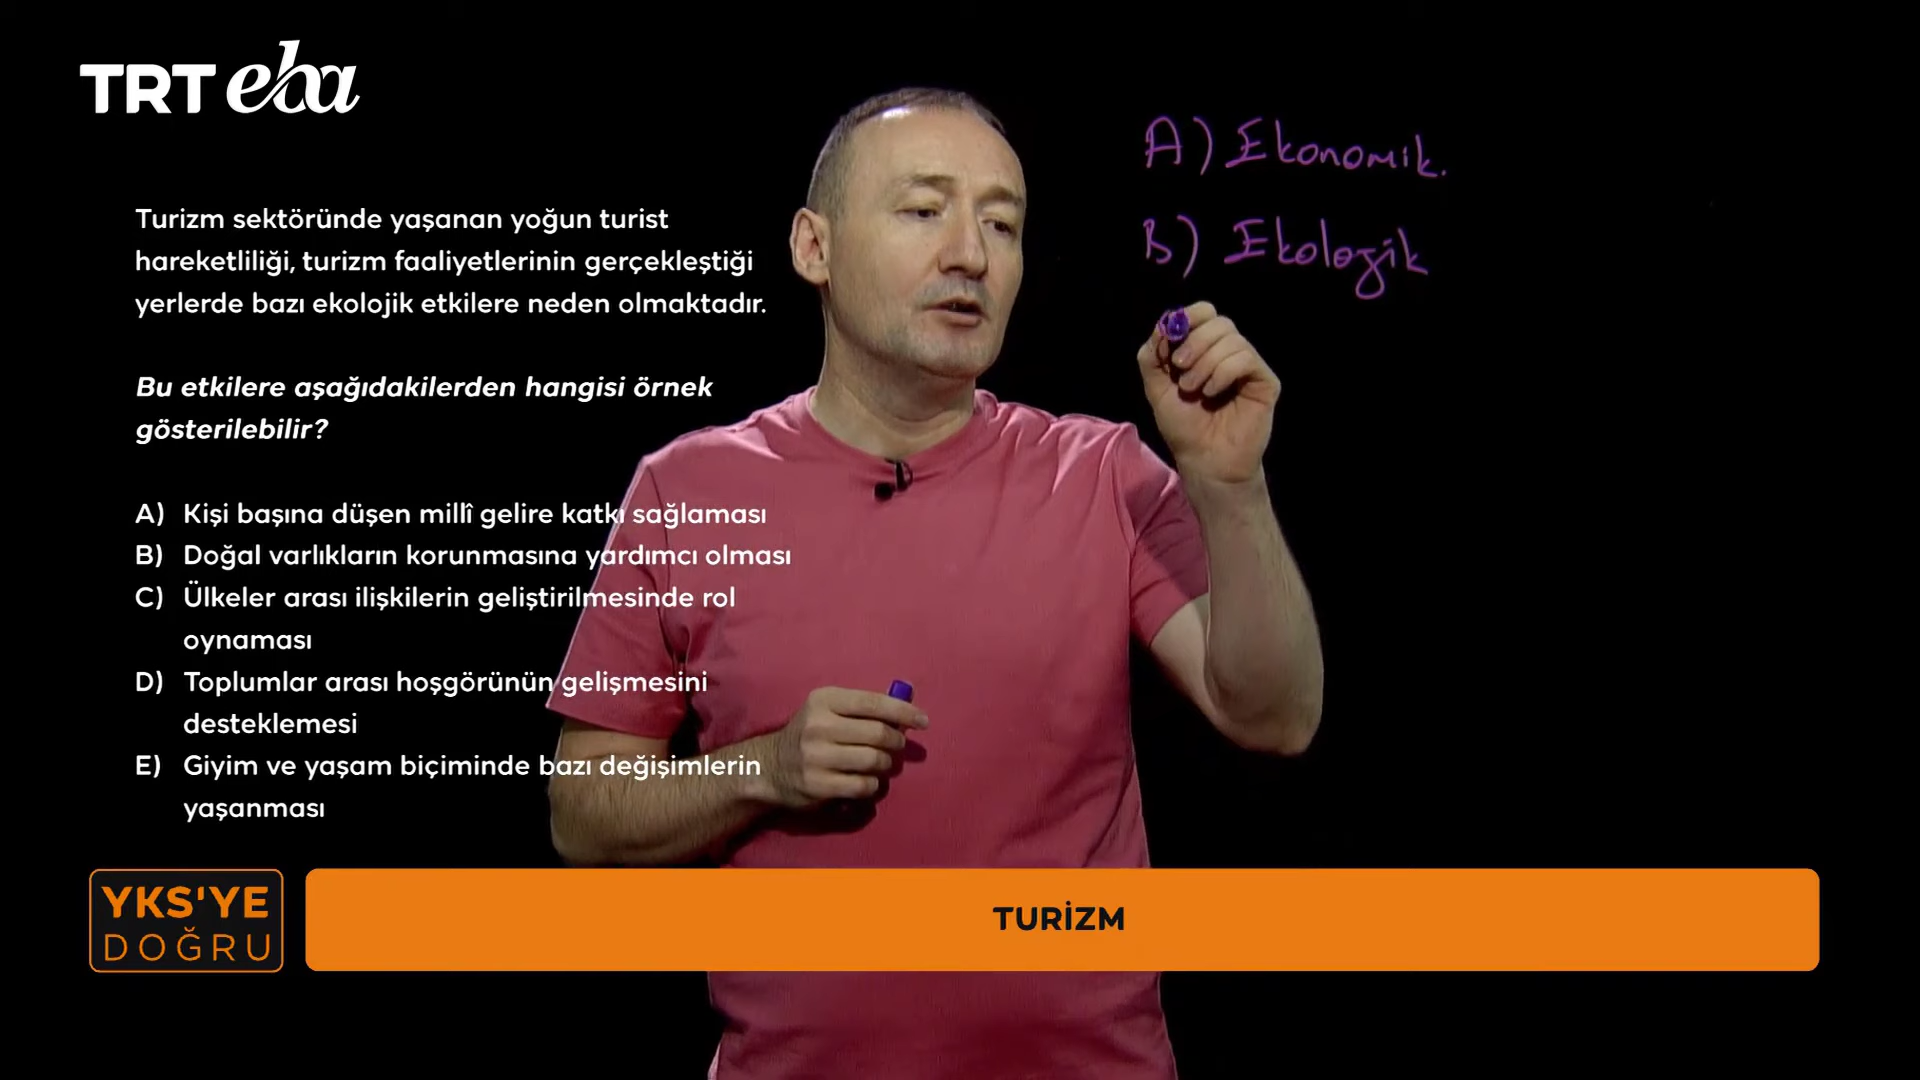 TRT eba
Turizm sektöründe yaşanan yoğun turist
hareketliliği, turizm faaliyetlerinin gerçekleştiği
yerlerde bazı ekolojik etkilere neden olmaktadır.
Bu etkilere aşağıdakilerden hangisi örnek
gösterilebilir?
A) Kişi başına düşen millî gelire katkı sağlaması
B) Doğal varlıkların korunmasına yardımcı olması
C) Ülkeler arası ilişkilerin geliştirilmesinde rol
oynaması
D) Toplumlar arası hoşgörünün gelişmesini
desteklemesi
E) Giyim ve yaşam biçiminde bazı değişimlerin
yaşanması
A) Ekonomik.
B) Ekologik
YKS'YE
DOĞRU
TURİZM